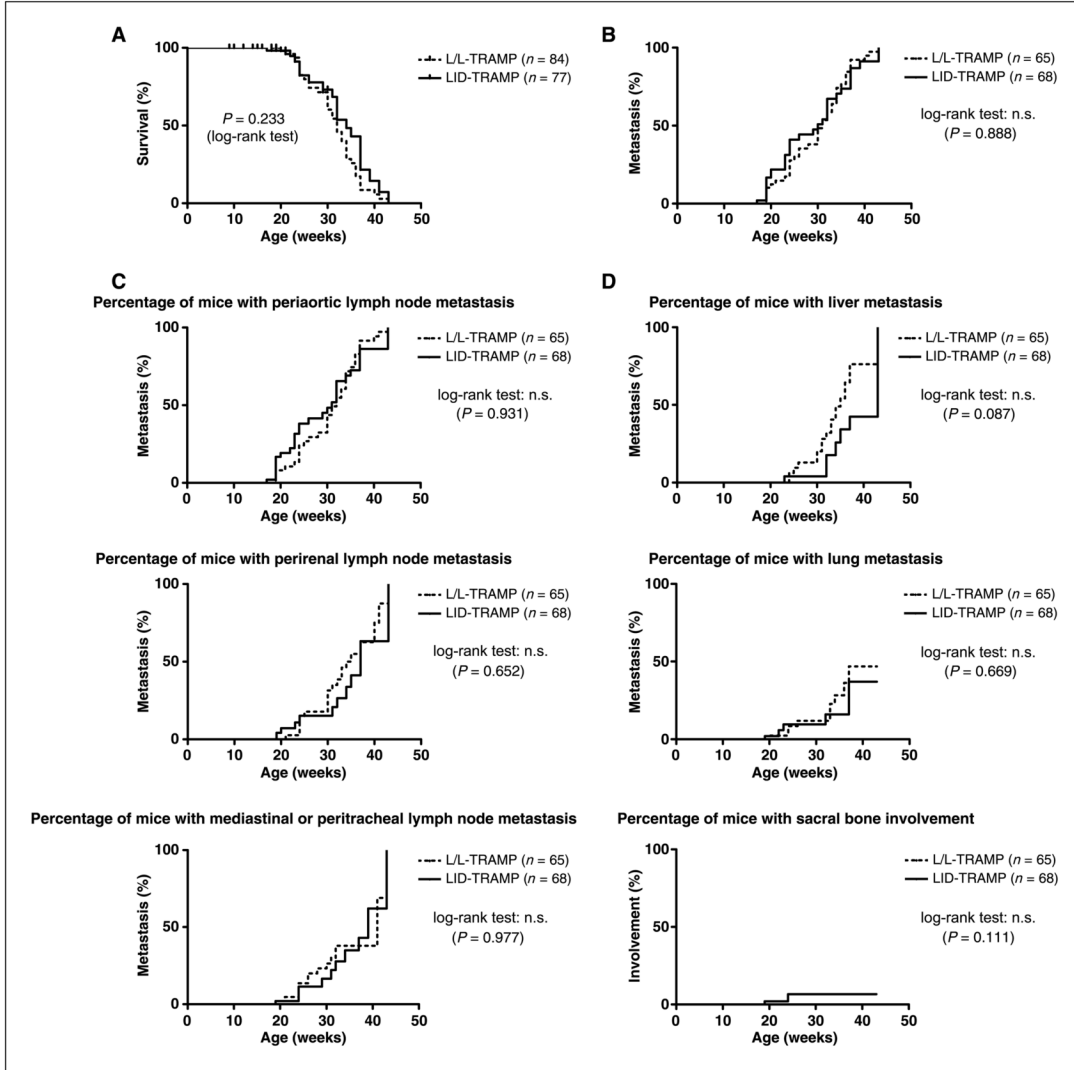 A
Survival (%)
100
50
0
0 10 20 30 40 50
Age (weeks)
P = 0.233
(log-rank test)
L/L-TRAMP (n = 84)
LID-TRAMP (n = 77)
B
Metastasis (%)
100
50
0
0 10 20 30 40 50
Age (weeks)
L/L-TRAMP (n = 65)
LID-TRAMP (n = 68)
log-rank test: n.s.
(P = 0.888)
C
Percentage of mice with periaortic lymph node metastasis
Metastasis (%)
100
50
0
0 10 20 30 40 50
Age (weeks)
L/L-TRAMP (n = 65)
LID-TRAMP (n = 68)
log-rank test: n.s.
(P = 0.931)
Percentage of mice with perirenal lymph node metastasis
Metastasis (%)
100
50
0
0 10 20 30 40 50
Age (weeks)
L/L-TRAMP (n = 65)
LID-TRAMP (n = 68)
log-rank test: n.s.
(P = 0.652)
Percentage of mice with mediastinal or peritracheal lymph node metastasis
Metastasis (%)
100
50
0
0 10 20 30 40 50
Age (weeks)
L/L-TRAMP (n = 65)
LID-TRAMP (n = 68)
log-rank test: n.s.
(P = 0.977)
D
Percentage of mice with liver metastasis
Metastasis (%)
100
50
0
0 10 20 30 40 50
Age (weeks)
L/L-TRAMP (n = 65)
LID-TRAMP (n = 68)
log-rank test: n.s.
(P = 0.087)
Percentage of mice with lung metastasis
Metastasis (%)
100
50
0
0 10 20 30 40 50
Age (weeks)
L/L-TRAMP (n = 65)
LID-TRAMP (n = 68)
log-rank test: n.s.
(P = 0.669)
Percentage of mice with sacral bone involvement
Involvement (%)
100
50
0
0 10 20 30 40 50
Age (weeks)
L/L-TRAMP (n = 65)
LID-TRAMP (n = 68)
log-rank test: n.s.
(P = 0.111)